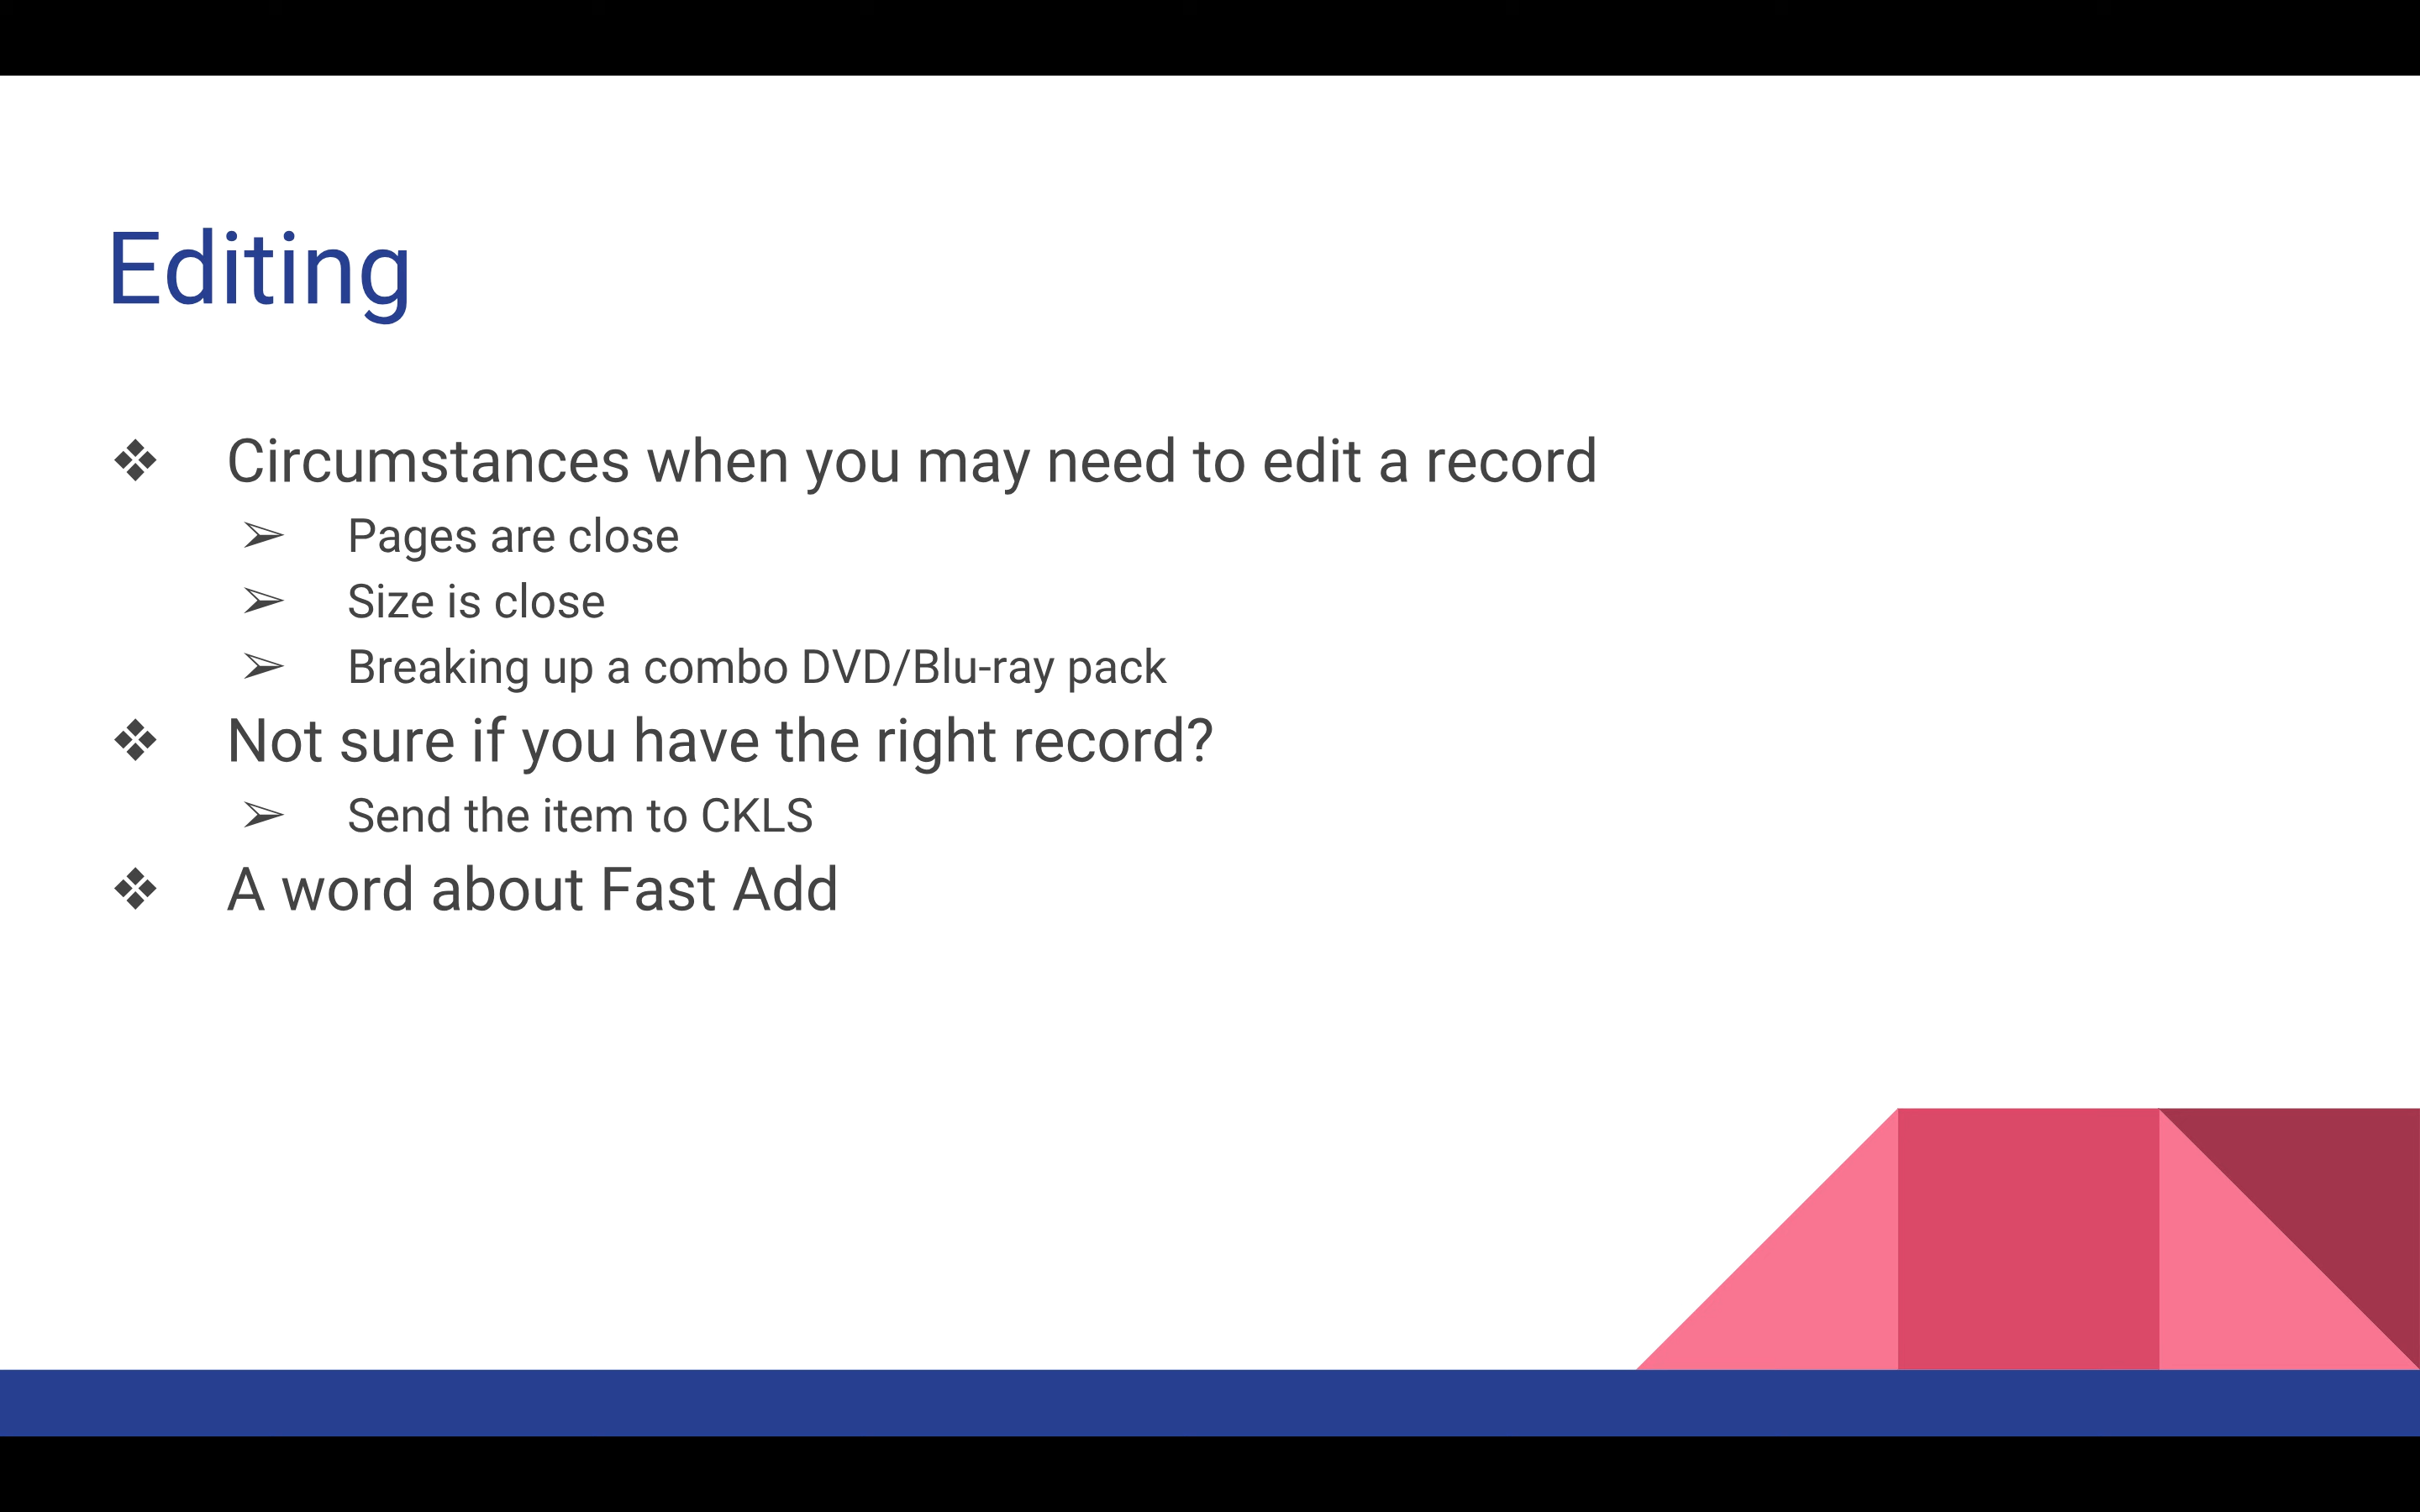 Editing
❖ Circumstances when you may need to edit a record
➢ Pages are close
➢ Size is close
➢ Breaking up a combo DVD/Blu-ray pack
❖ Not sure if you have the right record?
➢ Send the item to CKLS
❖ A word about Fast Add